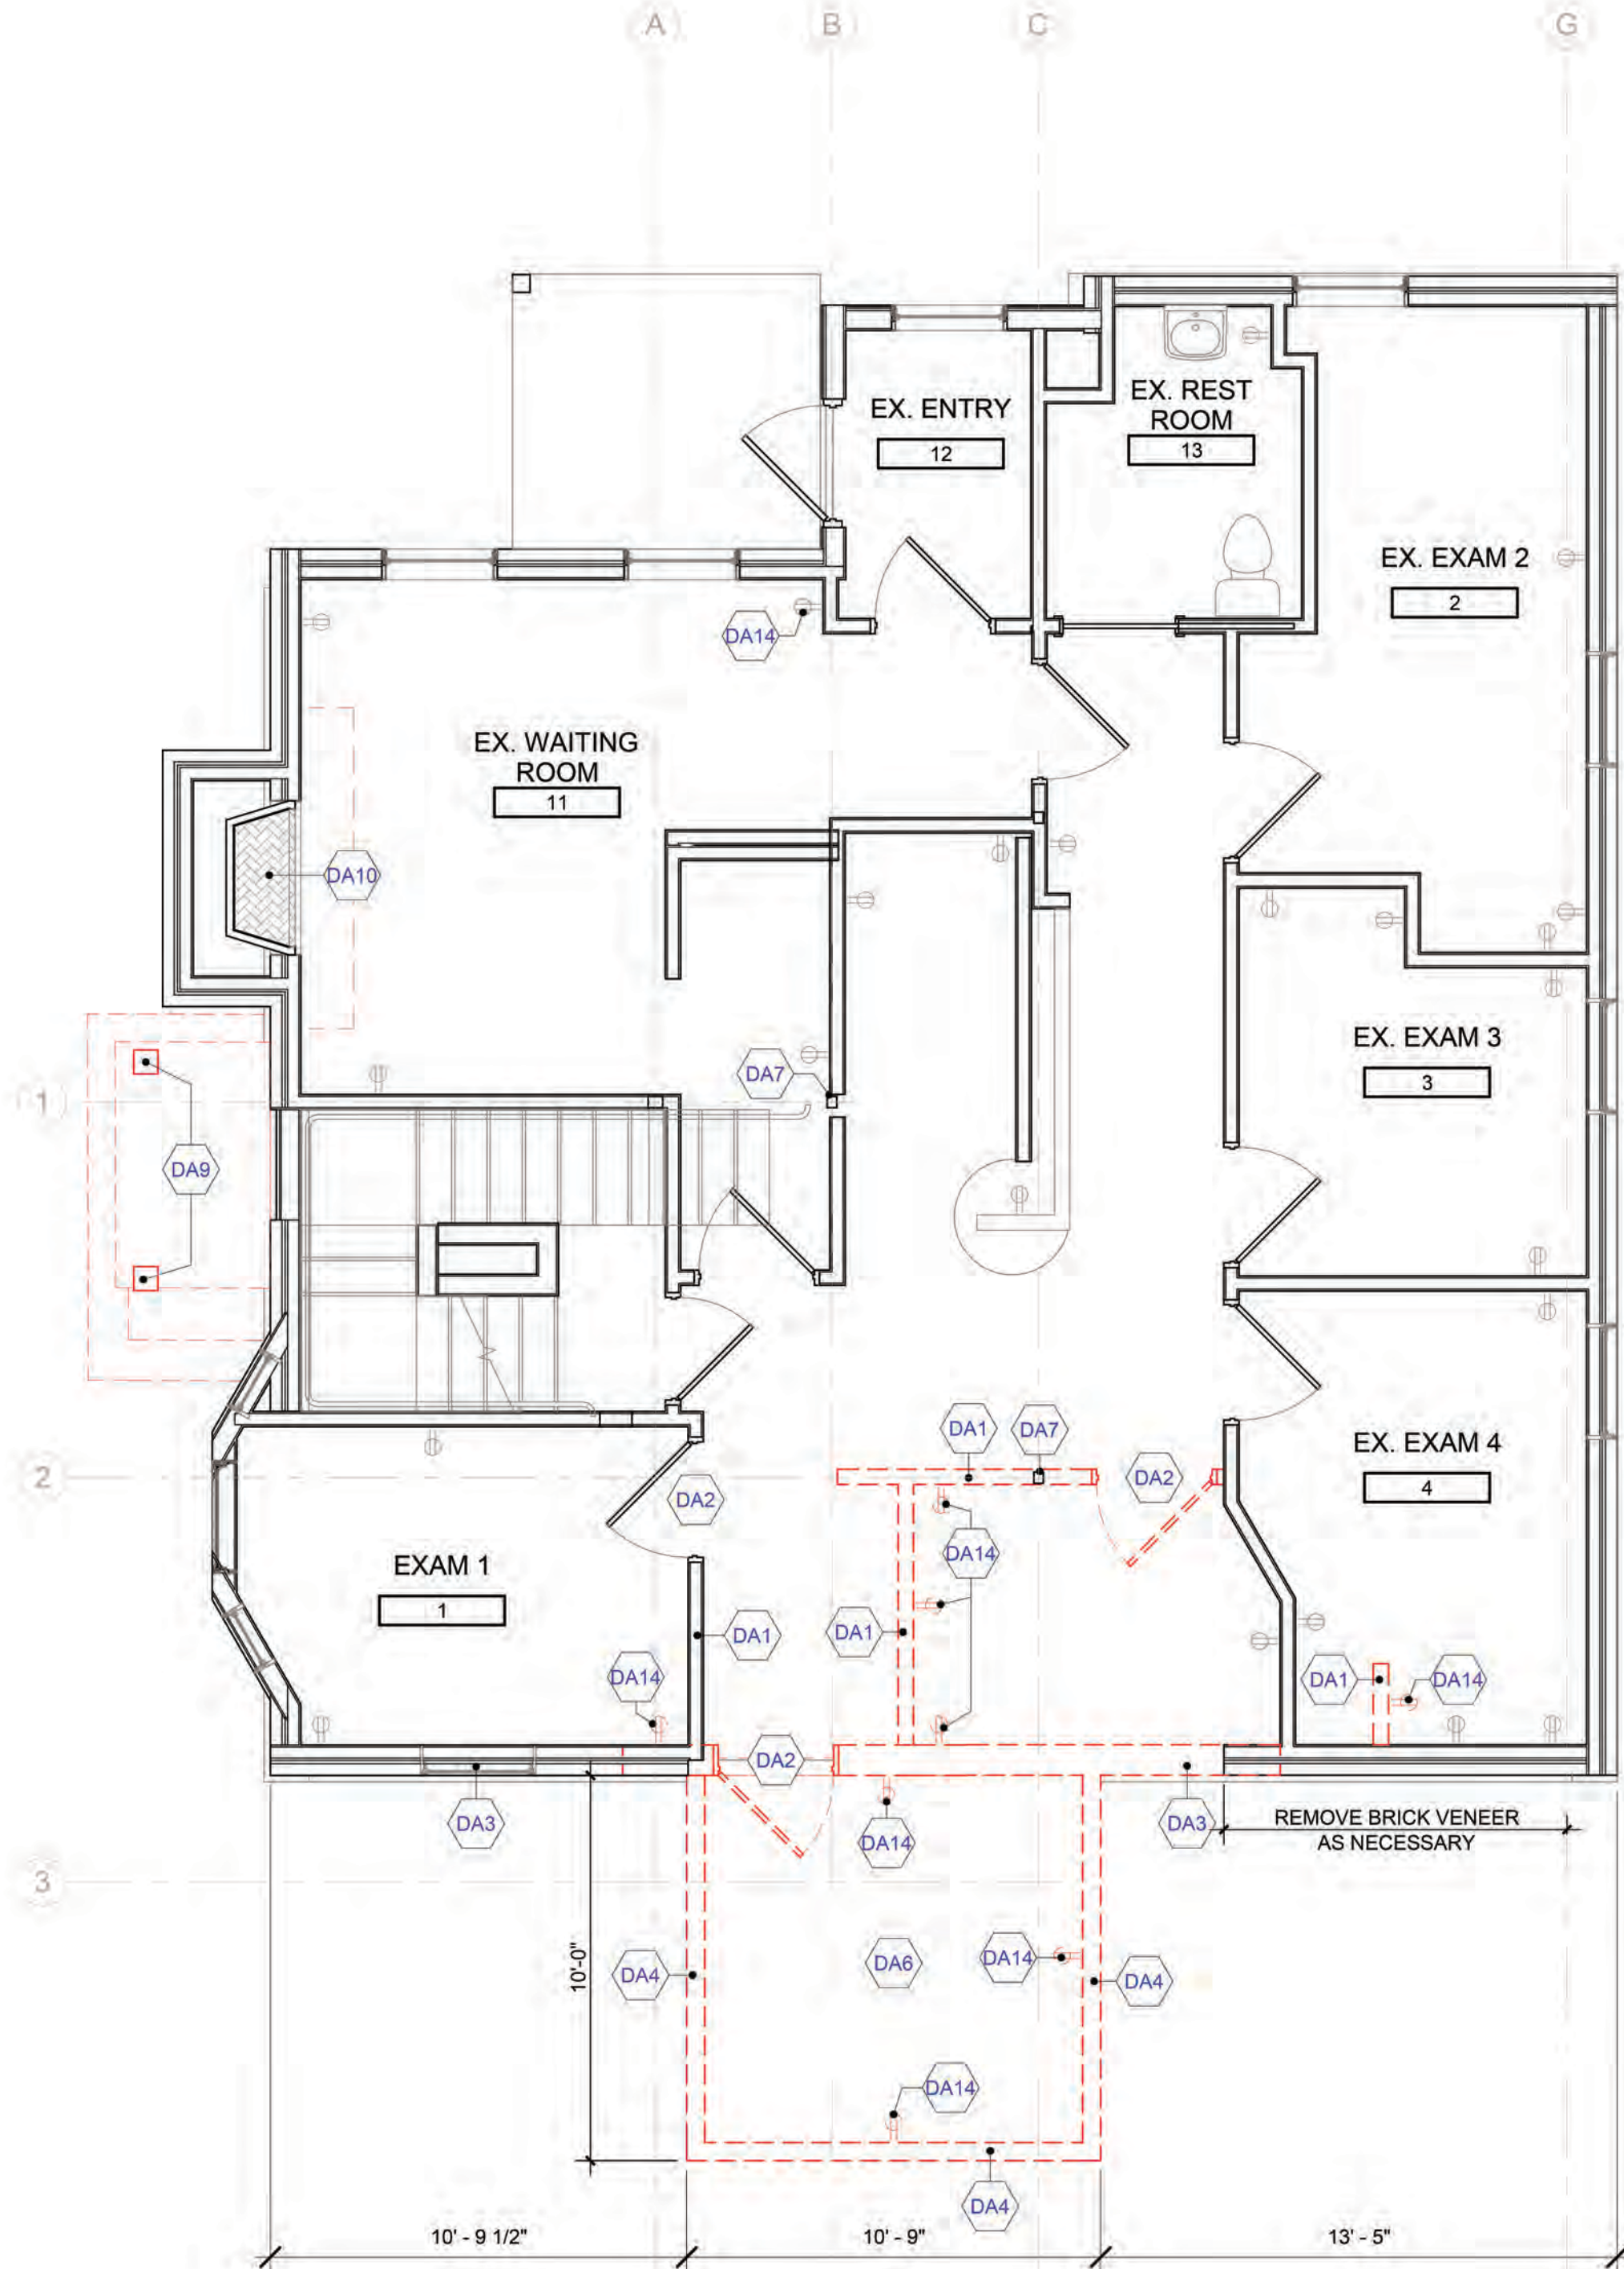 A B C G
EX. ENTRY
12
EX. REST
ROOM
13
EX. EXAM 2
2
DA14
EX. WAITING
ROOM
11
DA10
EX. EXAM 3
3
DA7
1
DA9
DA1 DA7
EX. EXAM 4
4
2
DA2
DA2
DA14
EXAM 1
1
DA1 DA1
DA14
DA1 DA14
DA2
DA3
DA14
DA3
REMOVE BRICK VENEER
AS NECESSARY
3
10'-0"
DA4 DA6 DA14 DA4
DA14
DA4
10' - 9 1/2" 10' - 9" 13' - 5"